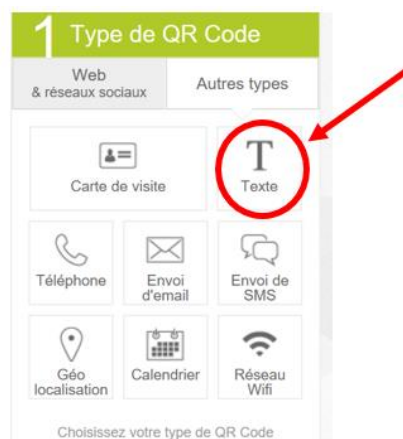 1 Type de QR Code
Web
& réseaux sociaux
Autres types
Carte de visite
T
Texte
Téléphone
Envoi
d'email
Envoi de
SMS
Géo
localisation
Calendrier
Réseau
Wifi
Choisissez votre type de QR Code